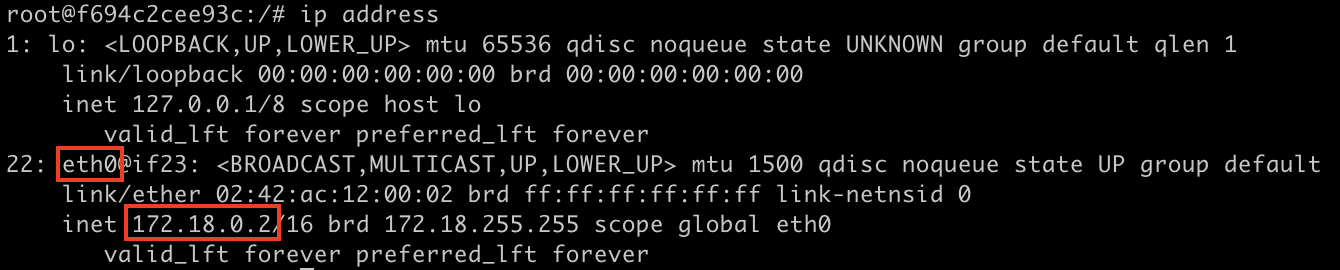 root@f694c2cee93c:/# ip address
1: lo: <LOOPBACK,UP,LOWER_UP> mtu 65536 qdisc noqueue state UNKNOWN group default qlen 1
    link/loopback 00:00:00:00:00:00 brd 00:00:00:00:00:00
    inet 127.0.0.1/8 scope host lo
       valid_lft forever preferred_lft forever
22: eth0@if23: <BROADCAST,MULTICAST,UP,LOWER_UP> mtu 1500 qdisc noqueue state UP group default
    link/ether 02:42:ac:12:00:02 brd ff:ff:ff:ff:ff:ff link-netnsid 0
    inet 172.18.0.2/16 brd 172.18.255.255 scope global eth0
       valid_lft forever preferred_lft forever